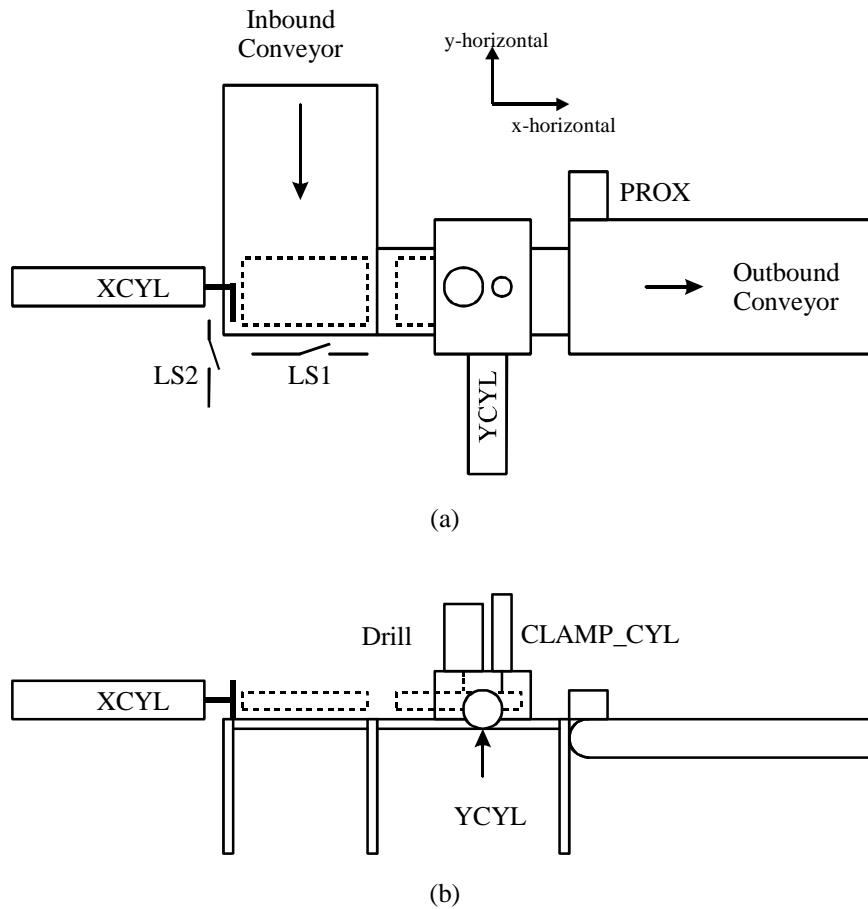 Inbound
Conveyor
y-horizontal
x-horizontal
PROX
XCYL
Outbound
Conveyor
LS2
LS1
YCYL
(a)
Drill
CLAMP_CYL
XCYL
YCYL
(b)